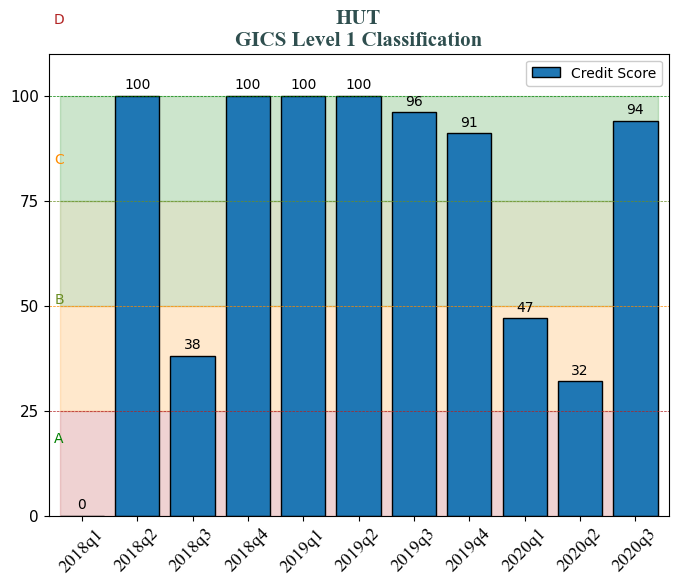 D
HUT
GICS Level 1 Classification
Credit Score
100
100
100
100
100
96
94
91
C
75
B
50
47
38
32
25
A
0
0
2018q1
2018q2
2018q3
2018q4
2019q1
2019q2
2019q3
2019q4
2020q1
2020q2
2020q3